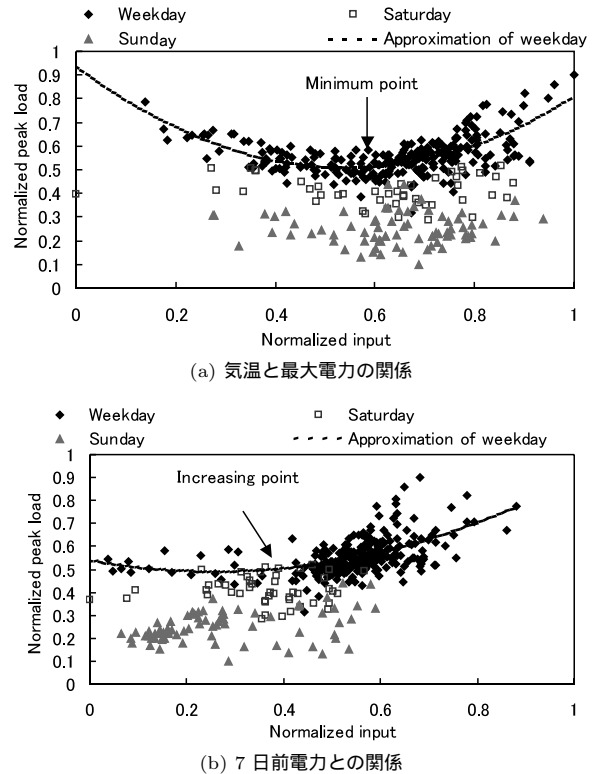 Weekday
Saturday
Sunday
Approximation of weekday
1
0.9
0.8
0.7
0.6
0.5
0.4
0.3
0.2
0.1
0
Normalized peak load
Minimum point
0
0.2
0.4
0.6
0.8
1
Normalized input
(a) 気温と最大電力の関係
Weekday
Saturday
Sunday
Approximation of weekday
1
0.9
0.8
0.7
0.6
0.5
0.4
0.3
0.2
0.1
0
Normalized peak load
Increasing point
0
0.2
0.4
0.6
0.8
1
Normalized input
(b) 7 日前電力との関係